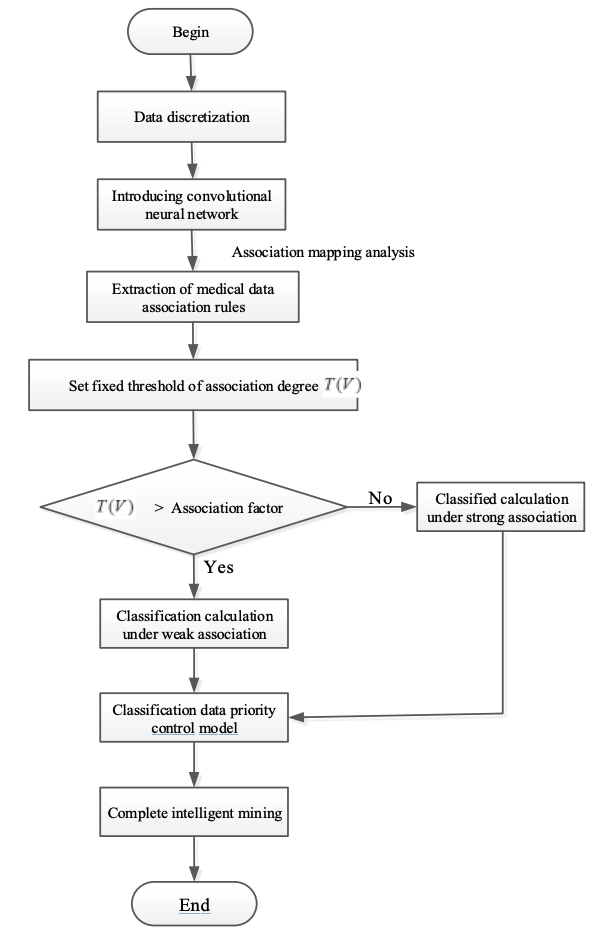 Begin
Data discretization
Introducing convolutional
neural network
Association mapping analysis
Extraction of medical data
association rules
Set fixed threshold of association degree T(V)
T(V) > Association factor
No
Classified calculation
under strong association
Yes
Classification calculation
under weak association
Classification data priority
control model
Complete intelligent mining
End